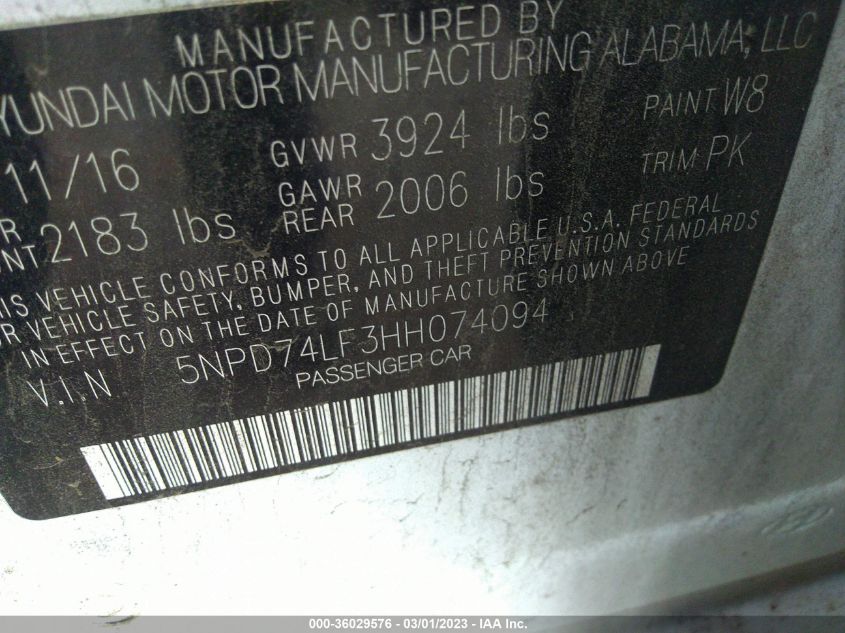 MANUFACTURED BY
YUNDAI MOTOR MANUFACTURING ALABAMA, LLC
11/16 GVWR 3924 lbs PAINT W8
R 2183 lbs GAWR REAR 2006 lbs TRIM PK
NT
IS VEHICLE CONFORMS TO ALL APPLICABLE U.S.A. FEDERAL
R VEHICLE SAFETY, BUMPER, AND THEFT PREVENTION STANDARDS
IN EFFECT ON THE DATE OF MANUFACTURE SHOWN ABOVE
V.I.N 5NPD74LF3HH074094
PASSENGER CAR
000-36029576 - 03/01/2023 - IAA Inc.